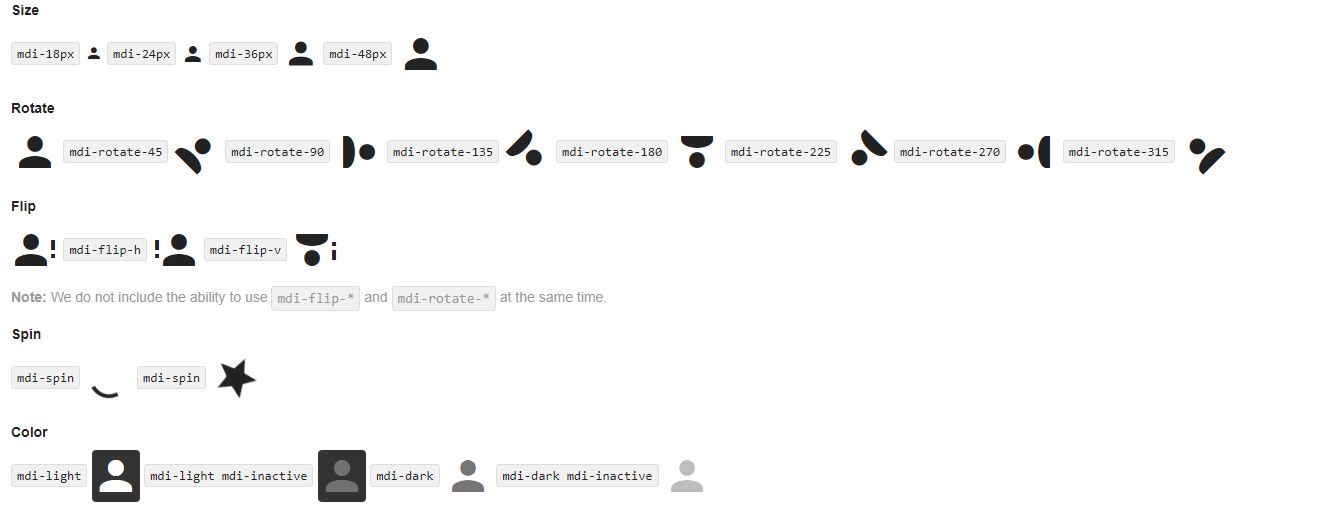 Size
mdi-18px mdi-24px mdi-36px mdi-48px
Rotate
mdi-rotate-45 mdi-rotate-90 mdi-rotate-135 mdi-rotate-180 mdi-rotate-225 mdi-rotate-270 mdi-rotate-315
Flip
! mdi-flip-h ! mdi-flip-v ¡
Note: We do not include the ability to use mdi-flip-* and mdi-rotate-* at the same time.
Spin
mdi-spin mdi-spin
Color
mdi-light mdi-light mdi-inactive mdi-dark mdi-dark mdi-inactive